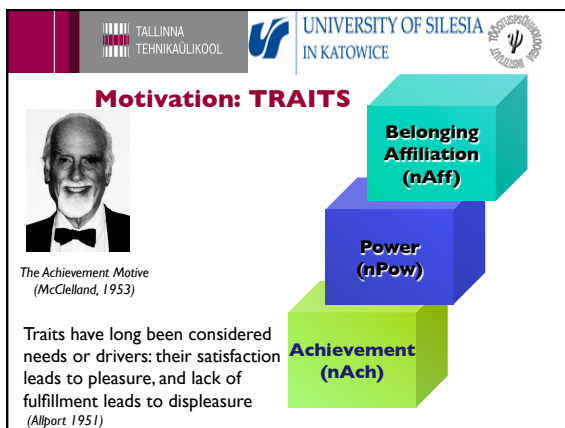 TALLINNA
TEHNIKAÜLIKOOL
UNIVERSITY OF SILESIA
IN KATOWICE
TÖÖSTUSPSÜHHOLOOGIA INSTITUUT
Motivation: TRAITS
Belonging
Affiliation
(nAff)
Power
(nPow)
Achievement
(nAch)
The Achievement Motive
(McClelland, 1953)
Traits have long been considered
needs or drivers: their satisfaction
leads to pleasure, and lack of
fulfillment leads to displeasure
(Allport 1951)